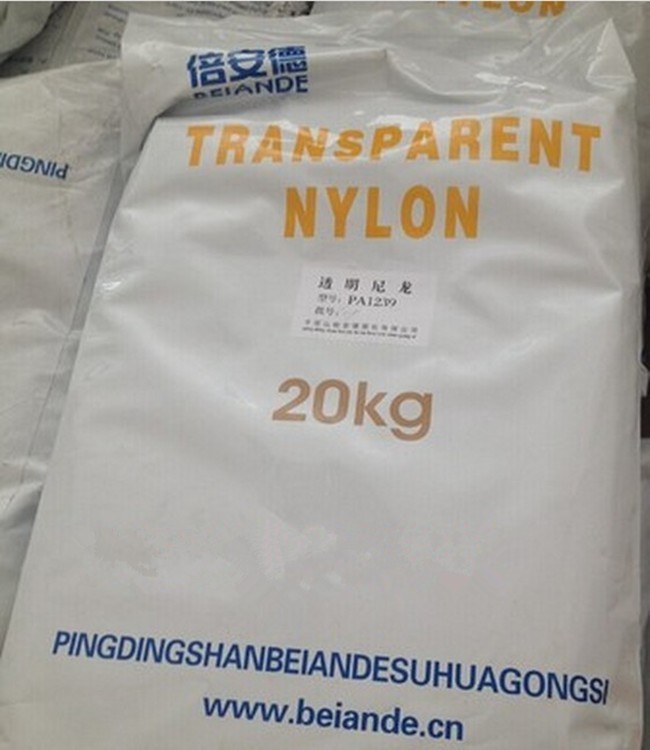 NYLON
倍安德
BEIANDE
TRANSPARENT
NYLON
PINGDI
透明尼龙
型号: PA1239
批号:
20kg
PINGDINGSHANBEIANDESUHUAGONGSI
www.beiande.cn